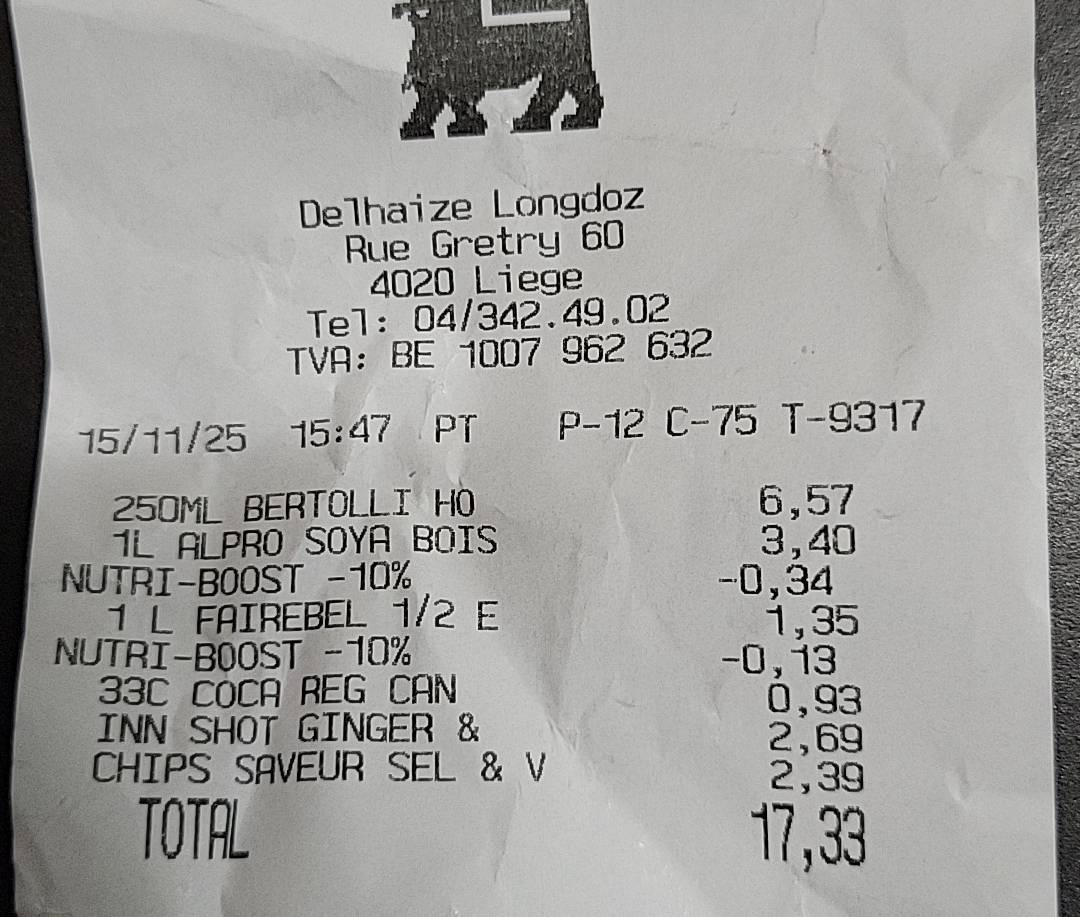 Delhaize Longdoz
Rue Gretry 60
4020 Liege
Tel: 04/342.49.02
TVA: BE 1007 962 632
15/11/25 15:47 PT P-12 C-75 T-9317
250ML BERTOLLI HO 6,57
1L ALPRO SOYA BOIS 3,40
NUTRI-BOOST -10% -0,34
1 L FAIREBEL 1/2 E 1,35
NUTRI-BOOST -10% -0,13
33C COCA REG CAN 0,93
INN SHOT GINGER & 2,69
CHIPS SAVEUR SEL & V 2,39
TOTAL 17,33